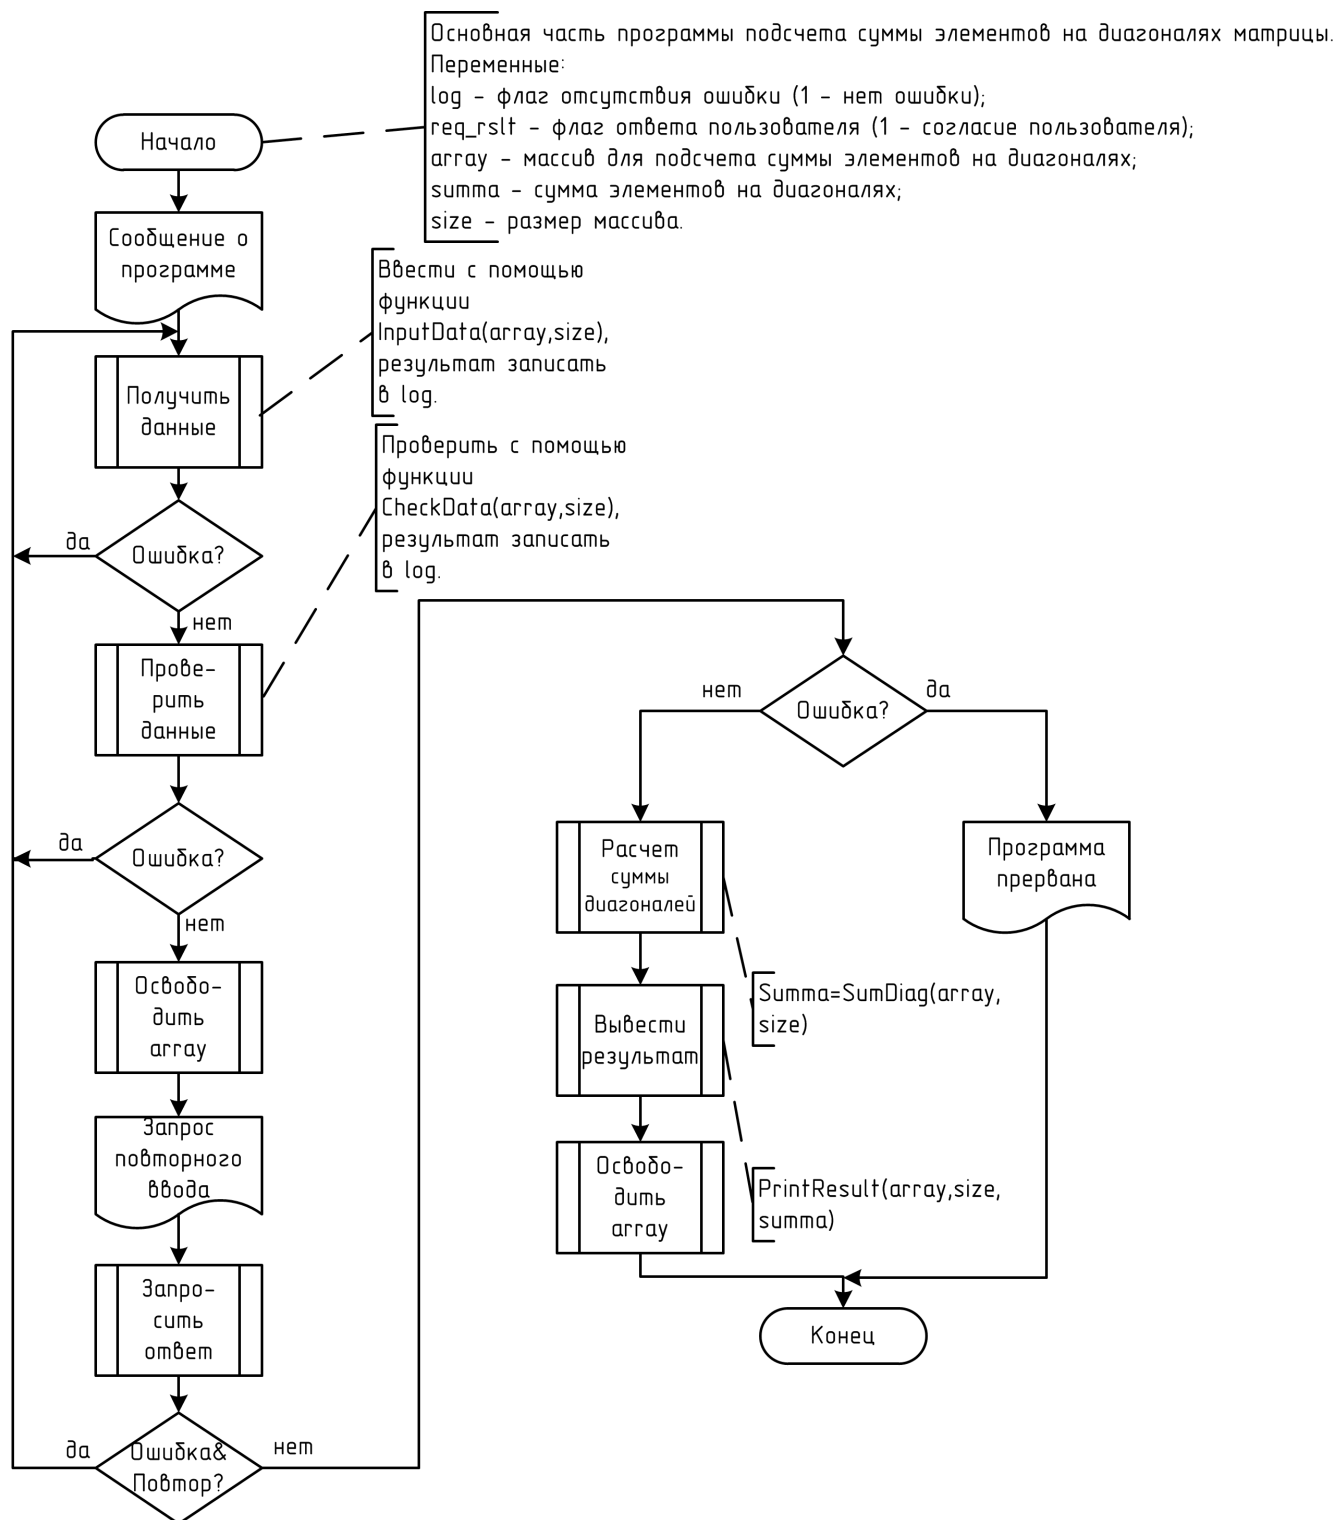 Основная часть программы подсчета суммы элементов на диагоналях матрицы.
Переменные:
log - флаг отсутствия ошибки (1 - нет ошибки);
req_rslt - флаг ответа пользователя (1 - согласие пользователя);
array - массив для подсчета суммы элементов на диагоналях;
summa - сумма элементов на диагоналях;
size - размер массива.
Начало
Сообщение о
программе
Ввести с помощью
функции
InputData(array,size),
результат записать
в log.
Получить
данные
Проверить с помощью
функции
CheckData(array,size),
результат записать
в log.
да
Ошибка?
нет
Прове-
рить
данные
да
Ошибка?
нет
Освобо-
дить
array
Запрос
повторного
ввода
Запро-
сить
ответ
да
Ошибка&
Повтор?
нет
нет
Ошибка?
да
Расчет
суммы
диагоналей
Программа
прервана
Summa=SumDiag(array,
size)
Вывести
результат
PrintResult(array,size,
summa)
Освобо-
дить
array
Конец